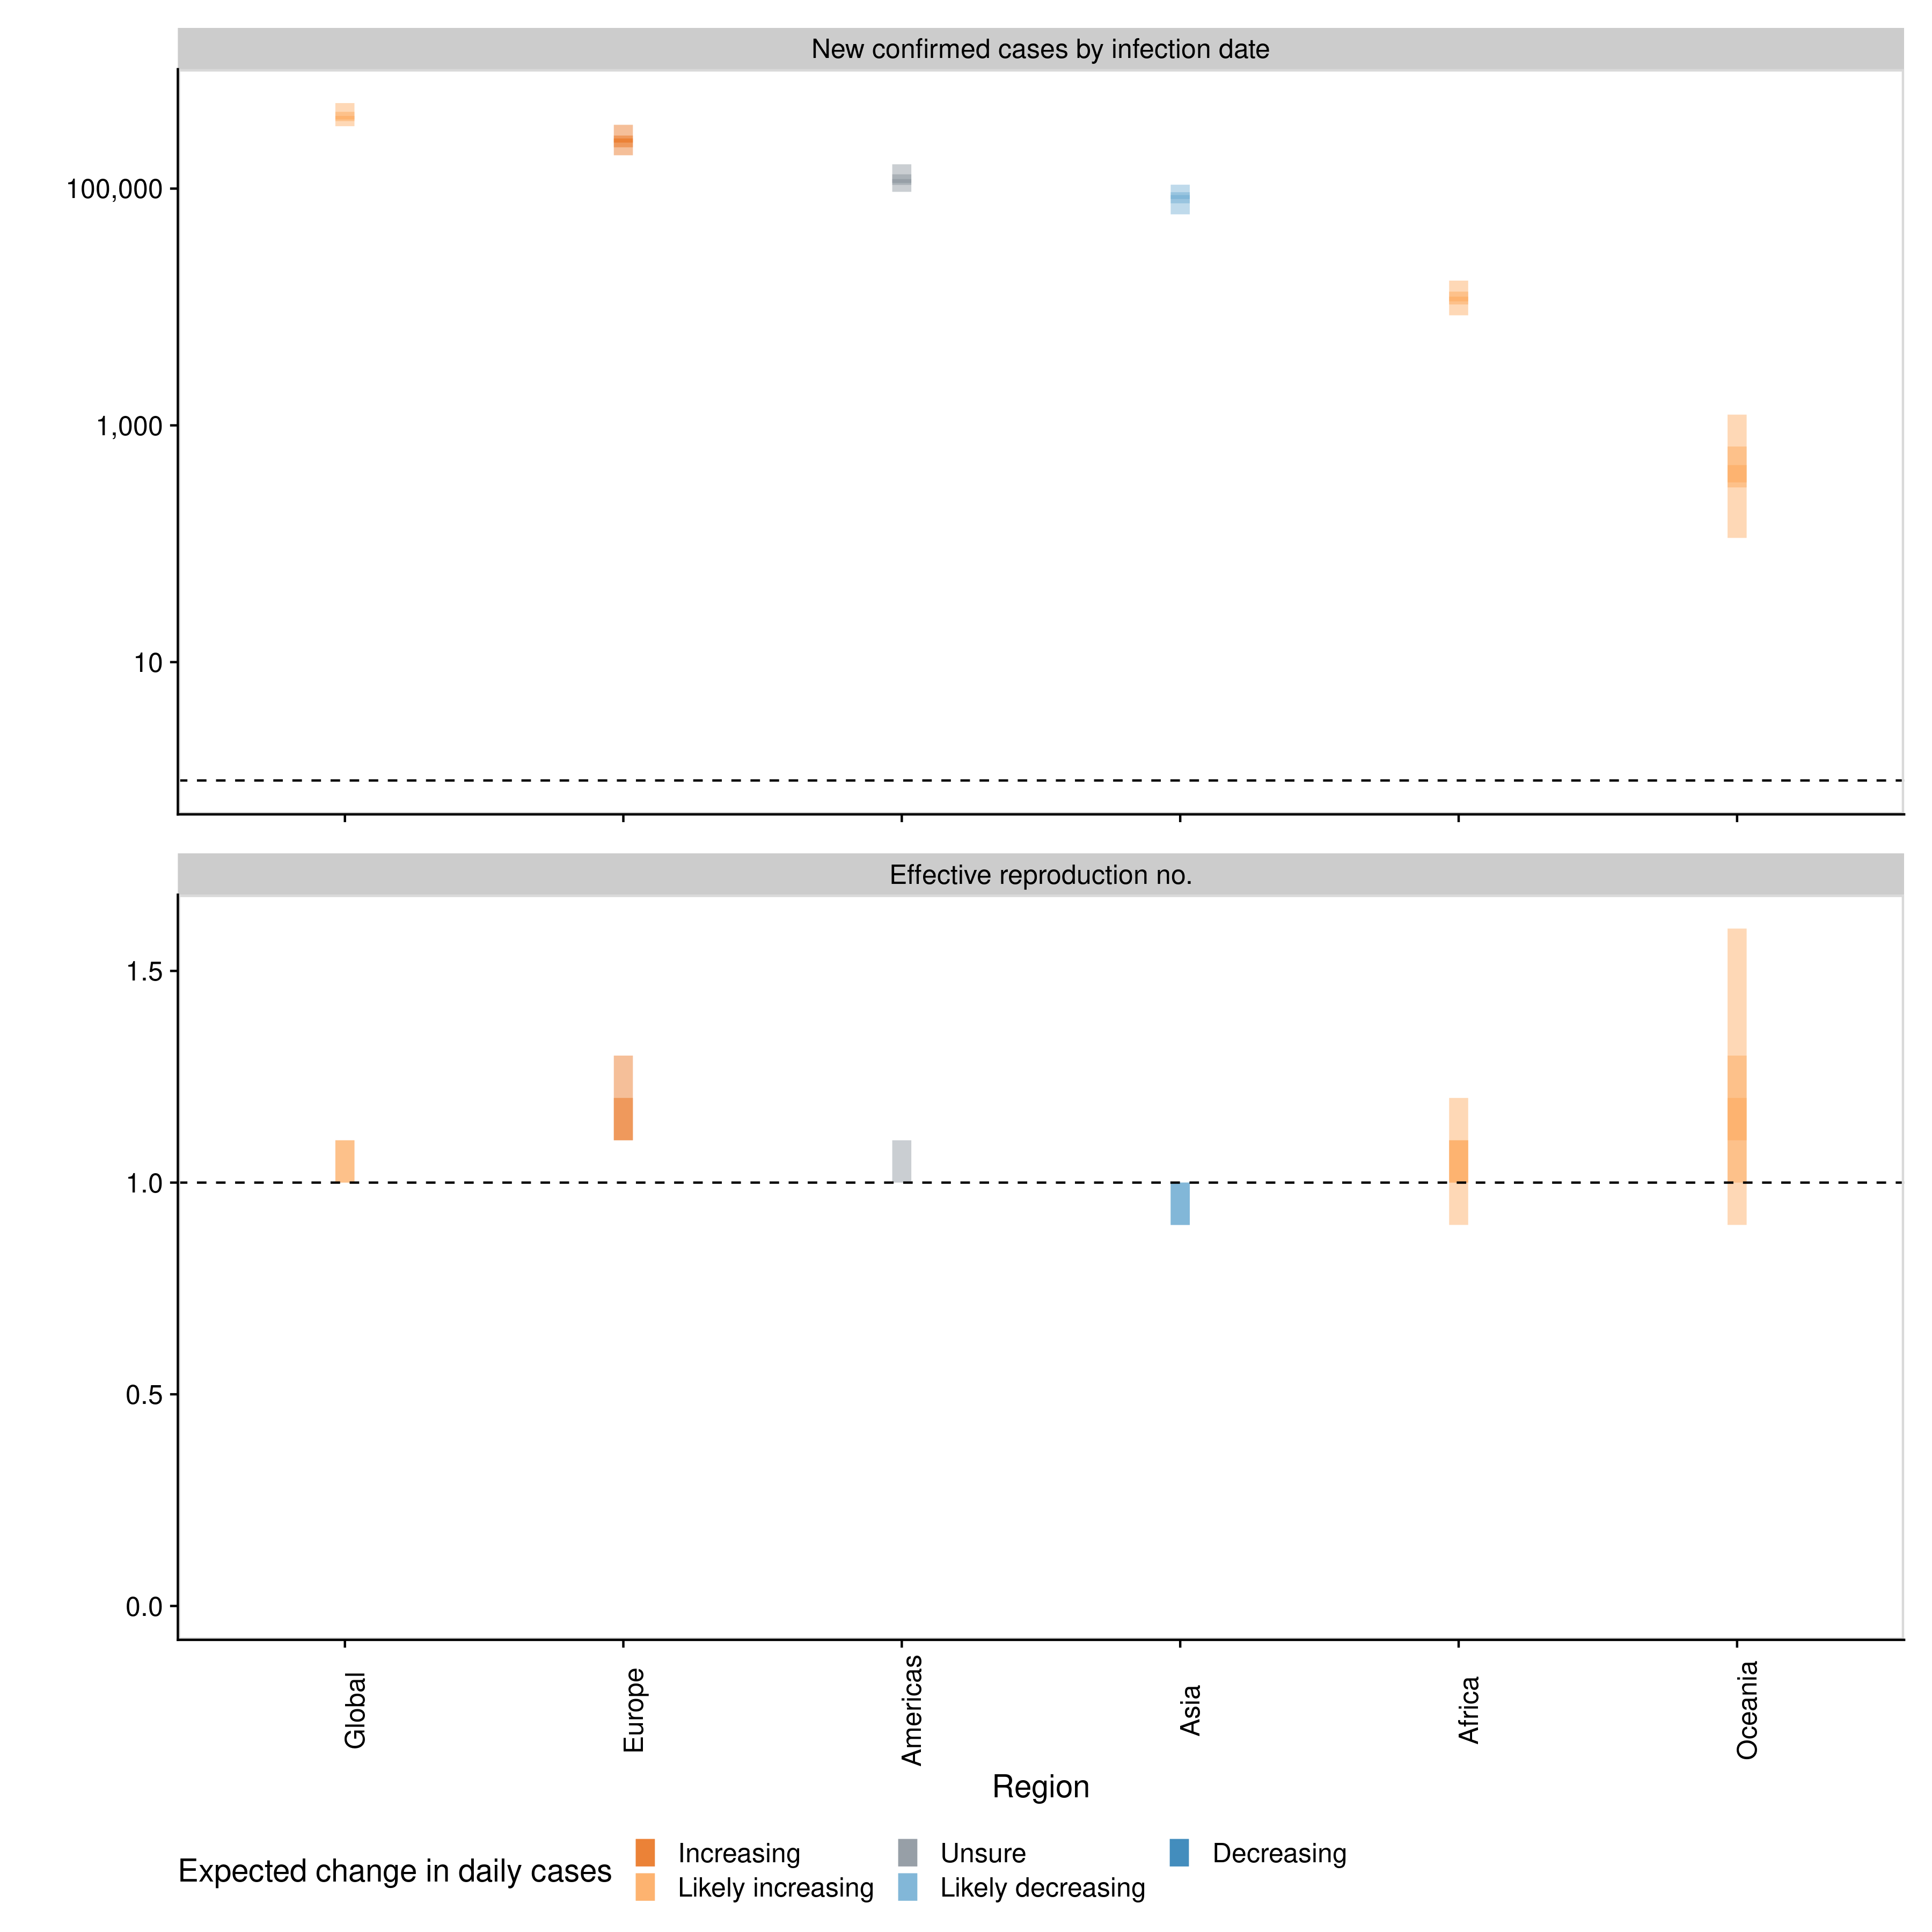 New confirmed cases by infection date
100,000
1,000
10
Effective reproduction no.
1.5
1.0
0.5
0.0
Global
Europe
Americas
Asia
Africa
Oceania
Region
Expected change in daily cases
Increasing
Unsure
Decreasing
Likely increasing
Likely decreasing